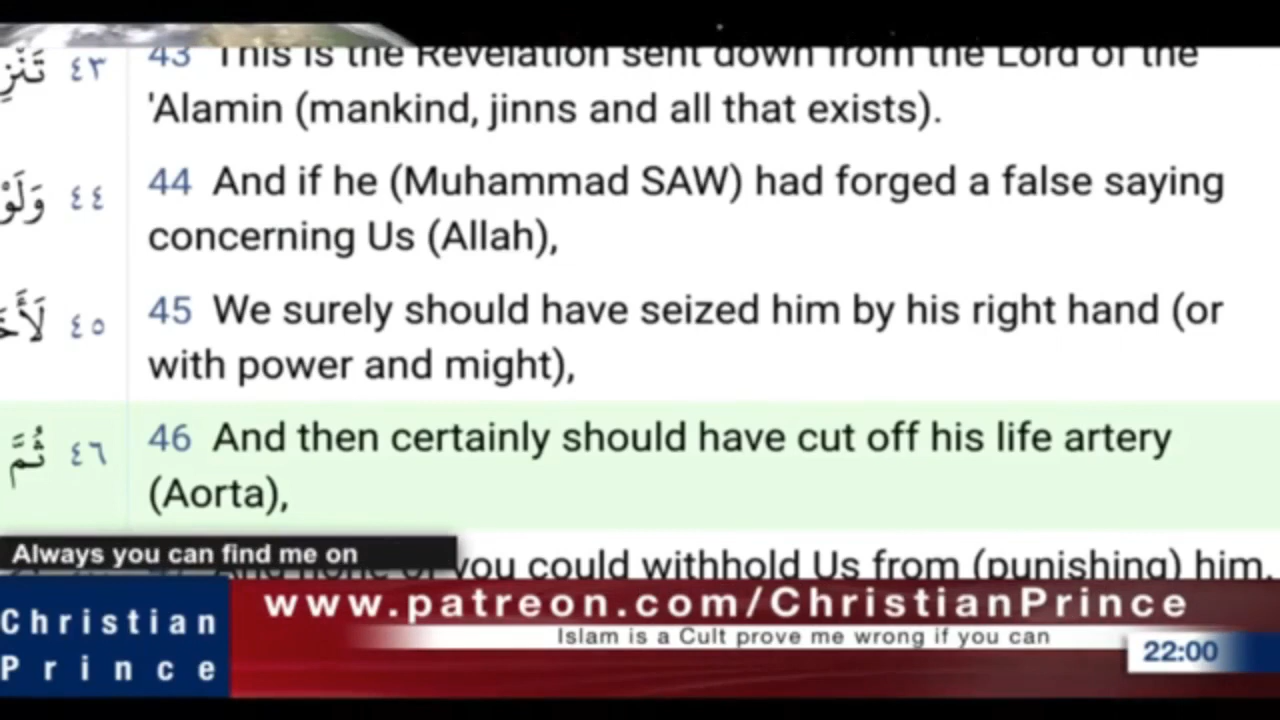 43 This is the Revelation sent down from the Lord of the
'Alamin (mankind, jinns and all that exists).
٤٣
44 And if he (Muhammad SAW) had forged a false saying
concerning Us (Allah),
وَلَوْ ٤٤
45 We surely should have seized him by his right hand (or
with power and might),
٤٥
46 And then certainly should have cut off his life artery
(Aorta),
ثُمَّ ٤٦
you could withhold Us from (punishing) him.
Always you can find me on
Christian
Prince
www.patreon.com/ChristianPrince
Islam is a Cult prove me wrong if you can
22:00